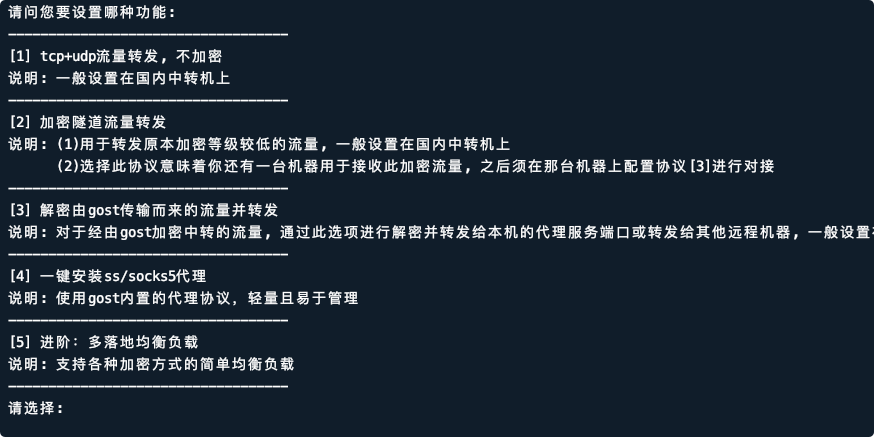 请问您要设置哪种功能:
-----------------------------------
[1] tcp+udp流量转发, 不加密
说明: 一般设置在国内中转机上
-----------------------------------
[2] 加密隧道流量转发
说明: (1)用于转发原本加密等级较低的流量, 一般设置在国内中转机上
(2)选择此协议意味着你还有一台机器用于接收此加密流量, 之后须在那台机器上配置协议[3]进行对接
-----------------------------------
[3] 解密由gost传输而来的流量并转发
说明: 对于经由gost加密中转的流量, 通过此选项进行解密并转发给本机的代理服务端口或转发给其他远程机器, 一般设置
-----------------------------------
[4] 一键安装ss/socks5代理
说明: 使用gost内置的代理协议, 轻量且易于管理
-----------------------------------
[5] 进阶: 多落地均衡负载
说明: 支持各种加密方式的简单均衡负载
-----------------------------------
请选择: